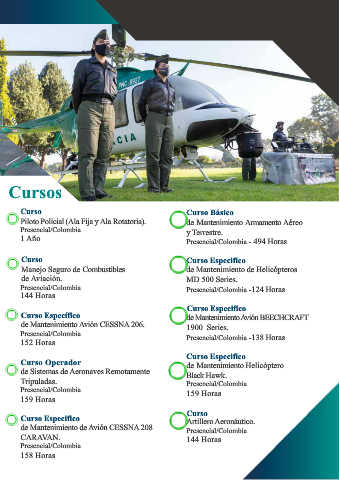 Cursos
Curso
Piloto Policial (Ala Fija y Ala Rotatoria).
Presencial/Colombia
1 Año
Curso
Manejo Seguro de Combustibles
de Aviación.
Presencial/Colombia
144 Horas
Curso Específico
de Mantenimiento Avión CESSNA 206.
Presencial/Colombia
152 Horas
Curso Operador
de Sistemas de Aeronaves Remotamente
Tripuladas.
Presencial/Colombia
159 Horas
Curso Específico
de Mantenimiento de Avión CESSNA 208
CARAVAN.
Presencial/Colombia
158 Horas
Curso Básico
de Mantenimiento Armamento Aéreo
y Terrestre.
Presencial/Colombia - 494 Horas
Curso Específico
de Mantenimiento de Helicópteros
MD 500 Series.
Presencial/Colombia -124 Horas
Curso Específico
de Mantenimiento Avión BEECHCRAFT
1900 Series.
Presencial/Colombia -138 Horas
Curso Específico
de Mantenimiento Helicóptero
Black Hawk.
Presencial/Colombia
159 Horas
Curso
Artillero Aeronáutico.
Presencial/Colombia
144 Horas